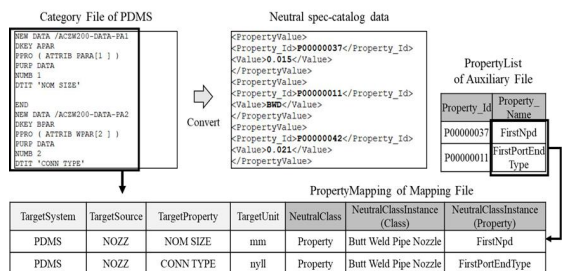 Category File of PDMS
Neutral spec-catalog data
NEW DATA /ACZW200-DATA-PA1
DKEY APAR
PPRO ( ATTRIB PARA[1 ] )
PURP DATA
NUMB 1
DTIT 'NOM SIZE'
END
NEW DATA /ACZW200-DATA-PA2
DKEY BPAR
PPRO ( ATTRIB WPAR[2 ] )
PURP DATA
NUMB 2
DTIT 'CONN TYPE'
Convert
<PropertyValue>
<Property_Id>P00000037</Property_Id>
<Value>0.015</Value>
</PropertyValue>
<PropertyValue>
<Property_Id>P00000011</Property_Id>
<Value>BWD</Value>
</PropertyValue>
<PropertyValue>
<Property_Id>P00000042</Property_Id>
<Value>0.021</Value>
</PropertyValue>
PropertyList
of Auxiliary File
Property_Id Property_
Name
P00000037 FirstNpd
P00000011 FirstPortEnd
Type
PropertyMapping of Mapping File
TargetSystem TargetSource TargetProperty TargetUnit NeutralClass NeutralClassInstance (Class) NeutralClassInstance (Property)
PDMS NOZZ NOM SIZE mm Property Butt Weld Pipe Nozzle FirstNpd
PDMS NOZZ CONN TYPE nyll Property Butt Weld Pipe Nozzle FirstPortEndType